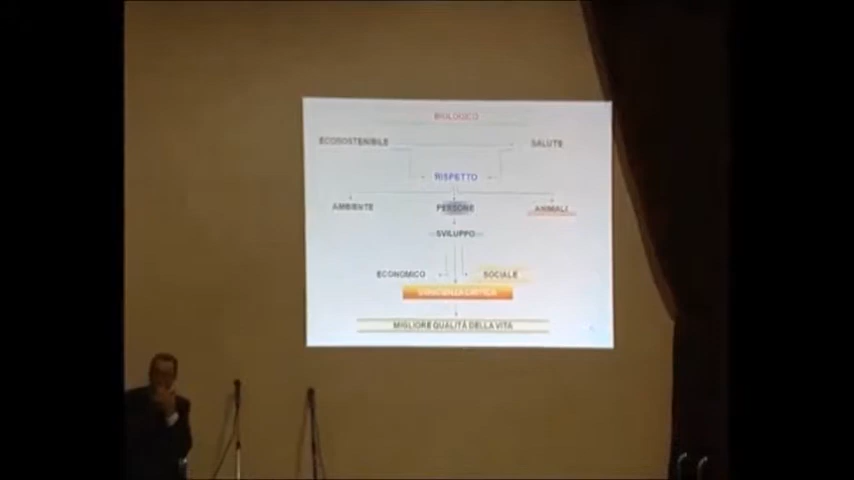 BIOLOGICO
ECOSOSTENIBILE SALUTE
RISPETTO
AMBIENTE PERSONE ANIMALI
SVILUPPO
ECONOMICO SOCIALE
COSCIENZA CRITICA
MIGLIORE QUALITÀ DELLA VITA